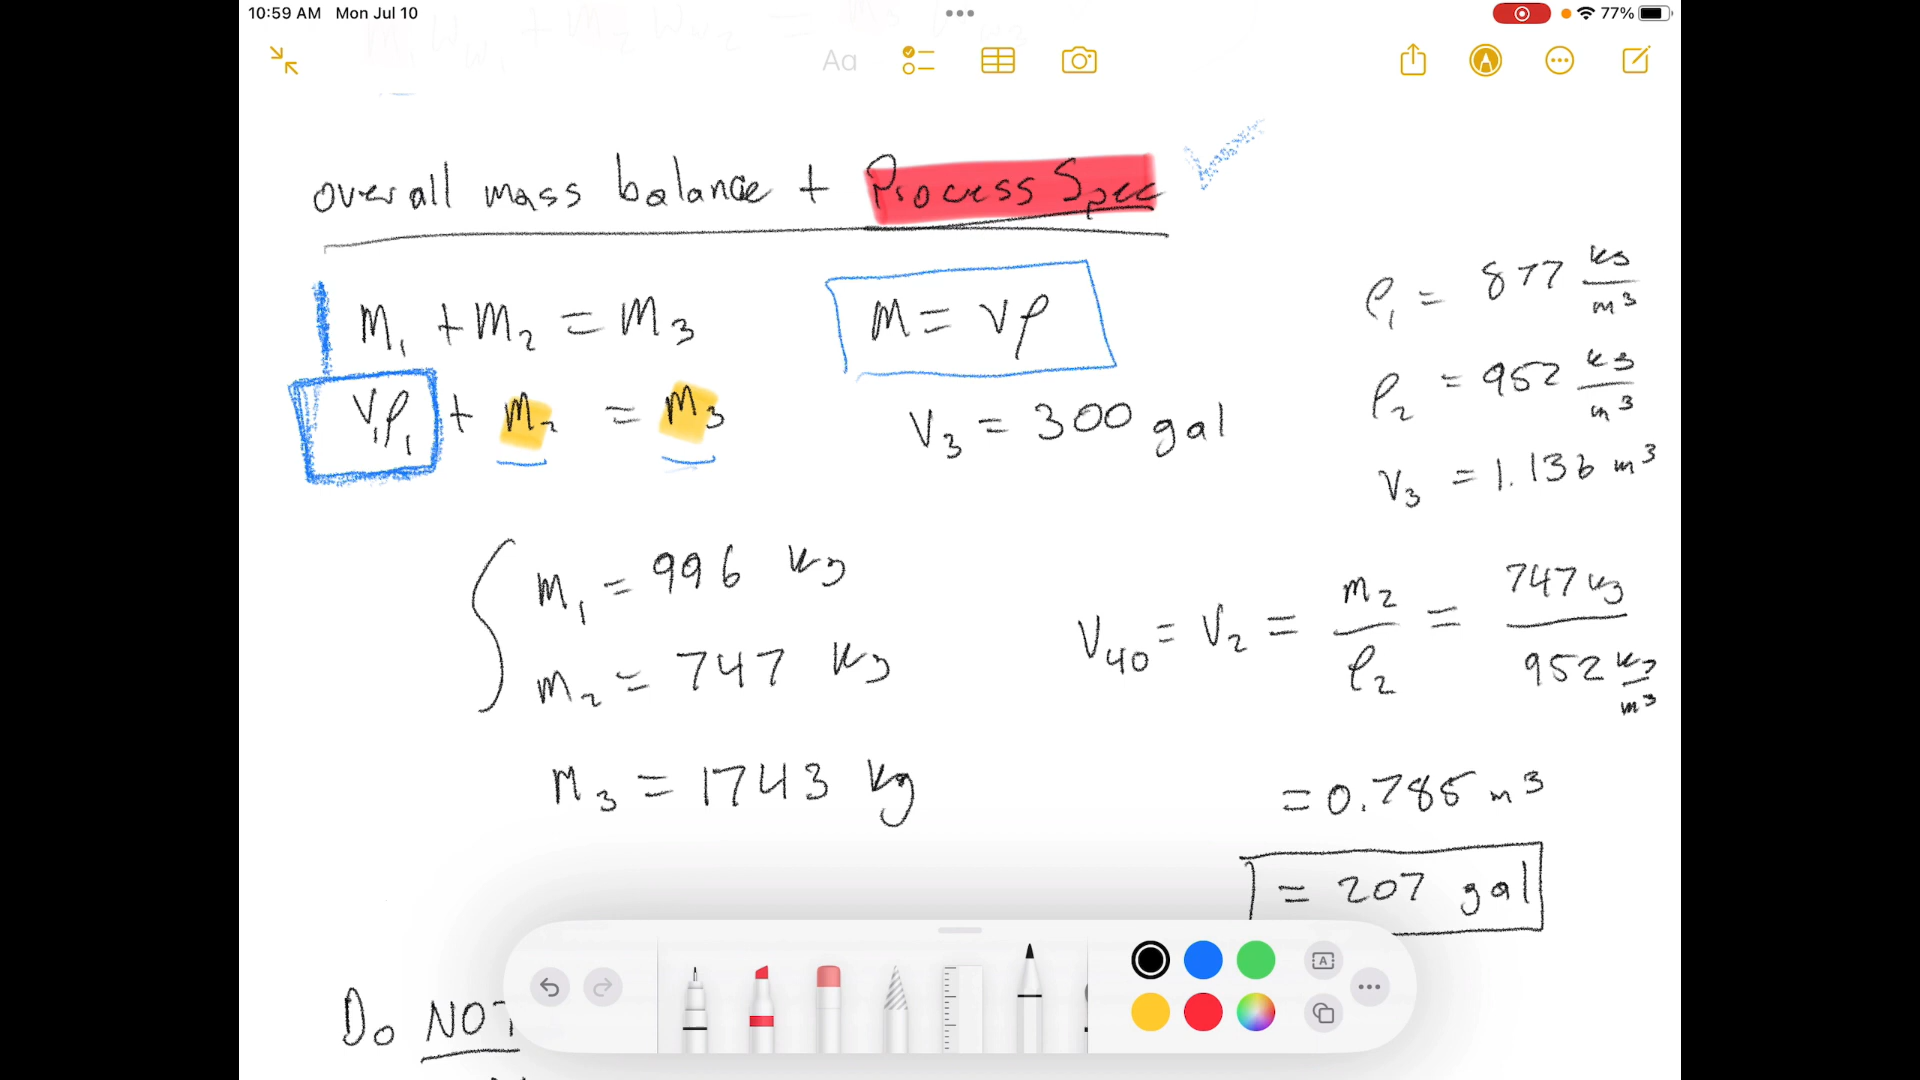 10:59 AM Mon Jul 10
77%
Aa
overall mass balance + Process Spec
M₁ + M₂ = M₃
M = Vρ
V₁ρ₁ + M₂ = M₃
V₃ = 300 gal
ρ₁ = 877 kg/m³
ρ₂ = 952 kg/m³
V₃ = 1.136 m³
m₁ = 996 kg
m₂ = 747 kg
M₃ = 1743 kg
V₄₀ = V₂ = m₂/ρ₂ = 747 kg / 952 kg/m³
= 0.785 m³
= 207 gal
Do NOT
A